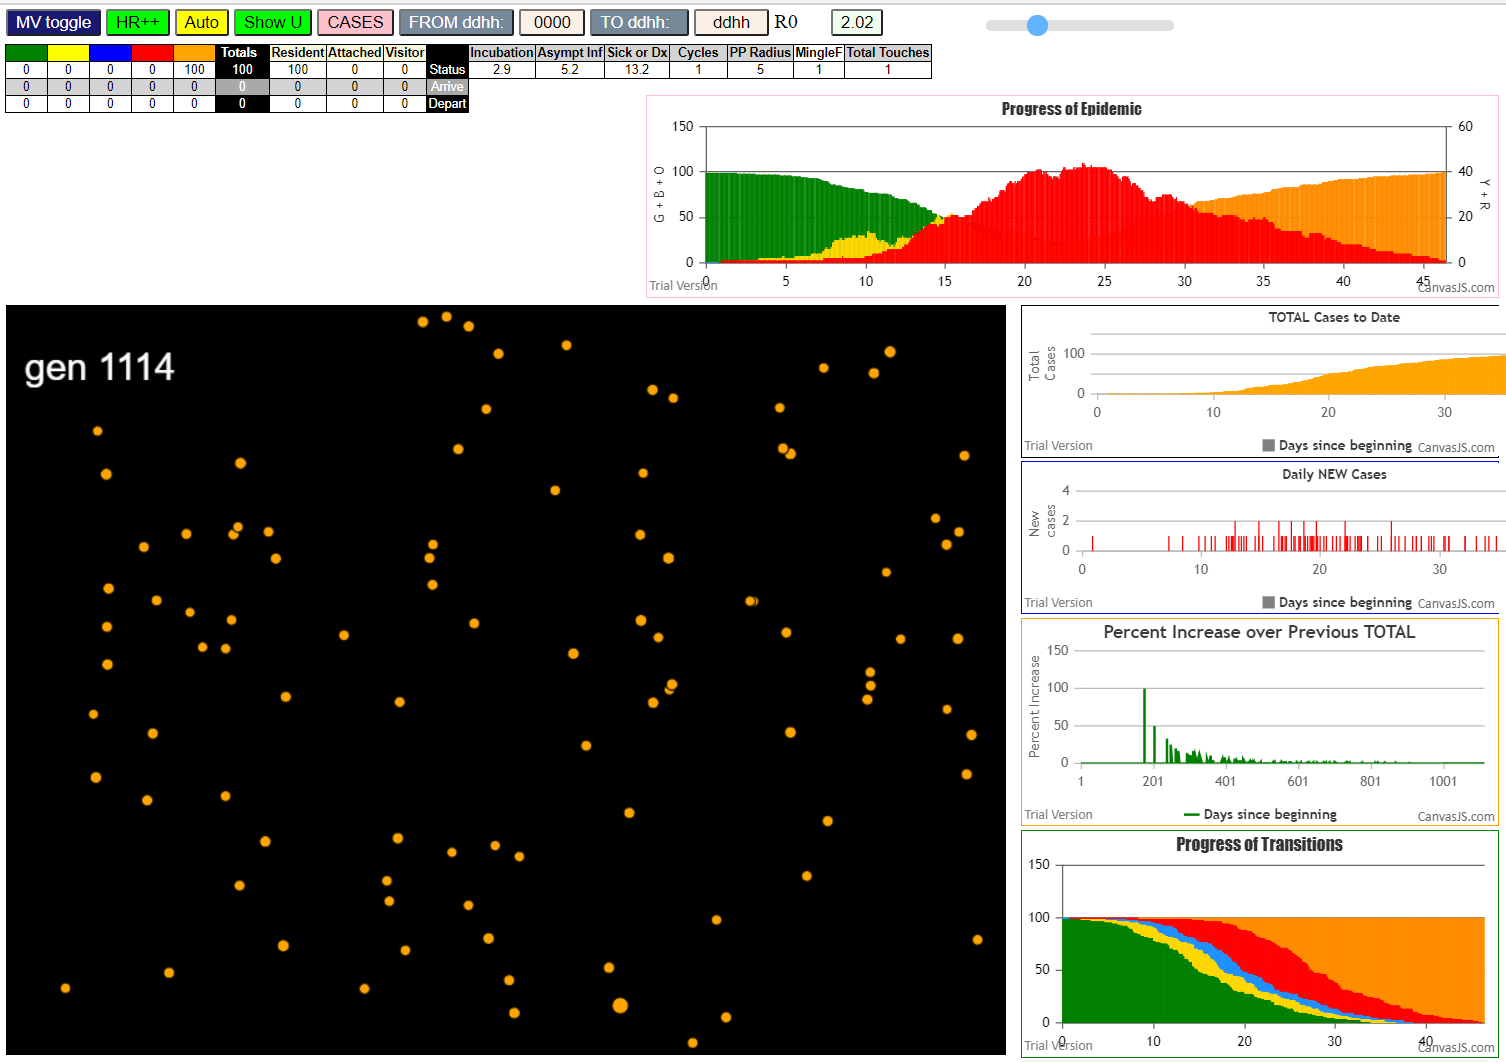 MV toggle HR++ Auto Show U CASES FROM ddhh: 0000 TO ddhh: ddhh R0 2.02
Totals Resident Attached Visitor Incubation Asympt Inf Sick or Dx Cycles PP Radius MingleF Total Touches
0 0 0 0 100 100 100 0 0 Status 2.9 5.2 13.2 1 5 1 1
0 0 0 0 0 0 0 0 0 Arrive
0 0 0 0 0 0 0 0 0 Depart
Progress of Epidemic
150 60
100 40
50 20
0 0
G + B + O
Y + R
0 5 10 15 20 25 30 35 40 45
Trial Version CanvasJS.com
gen 1114
TOTAL Cases to Date
Total
Cases
100
0
0 10 20 30
Days since beginning
Trial Version CanvasJS.com
Daily NEW Cases
New
cases
4
2
0
0 10 20 30
Days since beginning
Trial Version CanvasJS.com
Percent Increase over Previous TOTAL
Percent Increase
150
100
50
0
1 201 401 601 801 1001
Days since beginning
Trial Version CanvasJS.com
Progress of Transitions
150
100
50
0
0 10 20 30 40
Trial Version CanvasJS.com